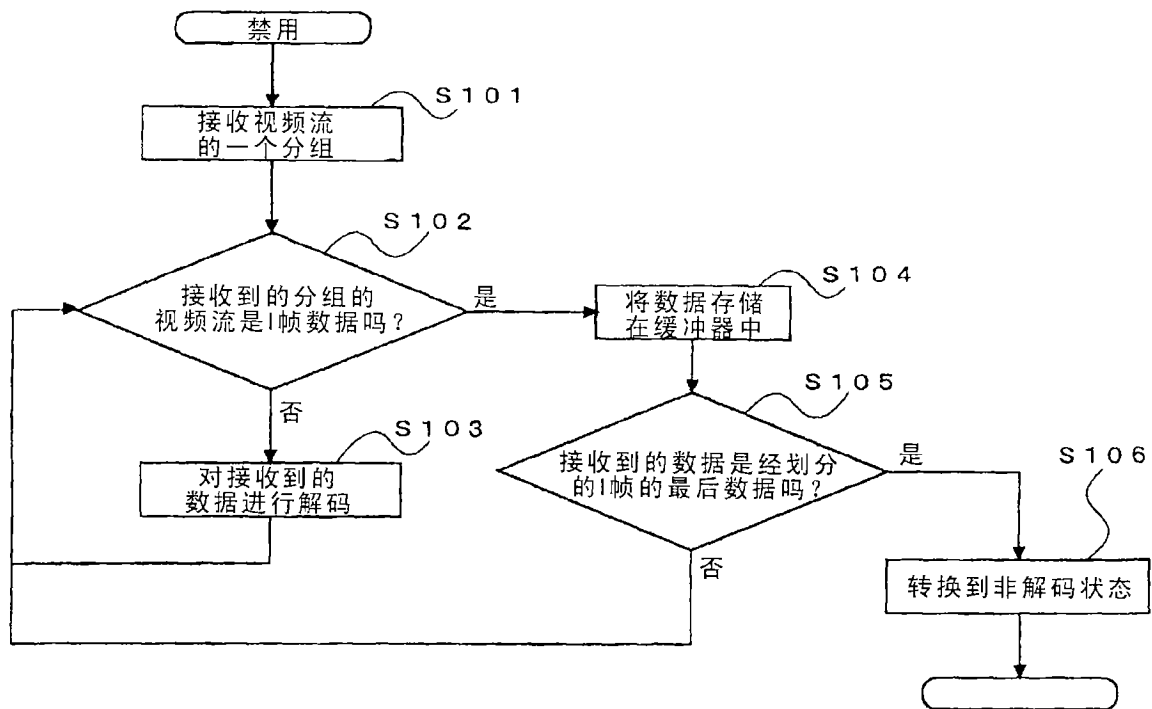 禁用
S101
接收视频流
的一个分组
S102
接收到的分组的
视频流是I帧数据吗？
是
否
S103
对接收到的
数据进行解码
S104
将数据存储
在缓冲器中
S105
接收到的数据是经划分
的I帧的最后数据吗？
是
否
S106
转换到非解码状态